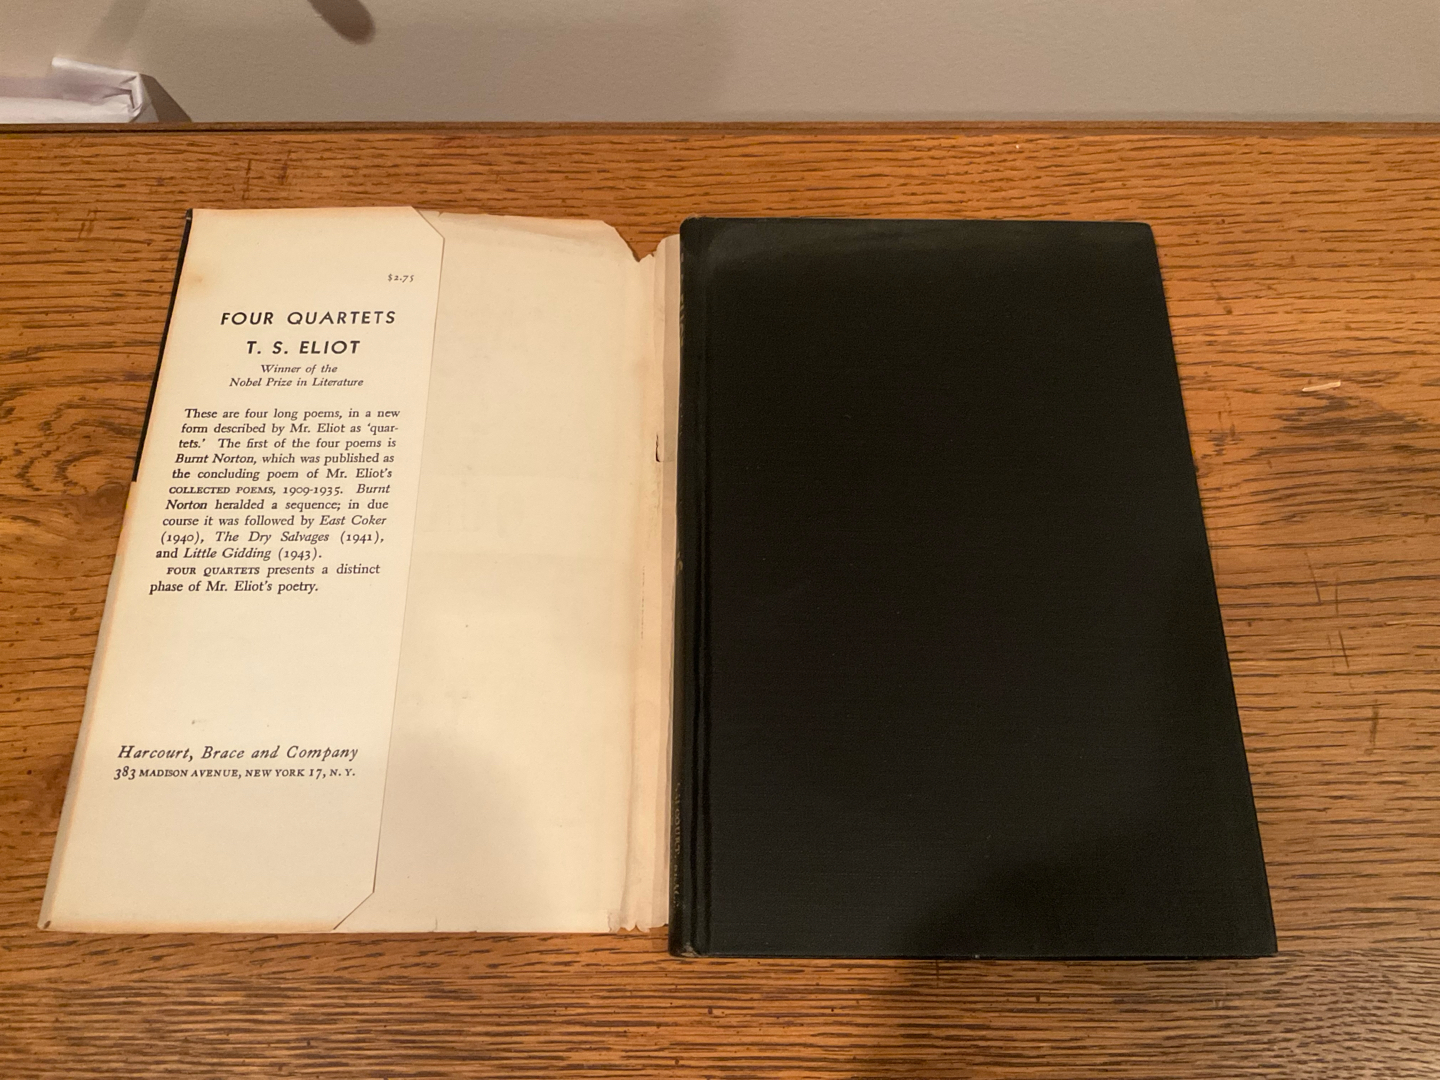 $2.75
FOUR QUARTETS
T. S. ELIOT
Winner of the
Nobel Prize in Literature
These are four long poems, in a new
form described by Mr. Eliot as ‘quar-
tets.’ The first of the four poems is
Burnt Norton, which was published as
the concluding poem of Mr. Eliot's
COLLECTED POEMS, 1909-1935. Burnt
Norton heralded a sequence; in due
course it was followed by East Coker
(1940), The Dry Salvages (1941),
and Little Gidding (1943).
FOUR QUARTETS presents a distinct
phase of Mr. Eliot's poetry.
Harcourt, Brace and Company
383 MADISON AVENUE, NEW YORK 17, N. Y.